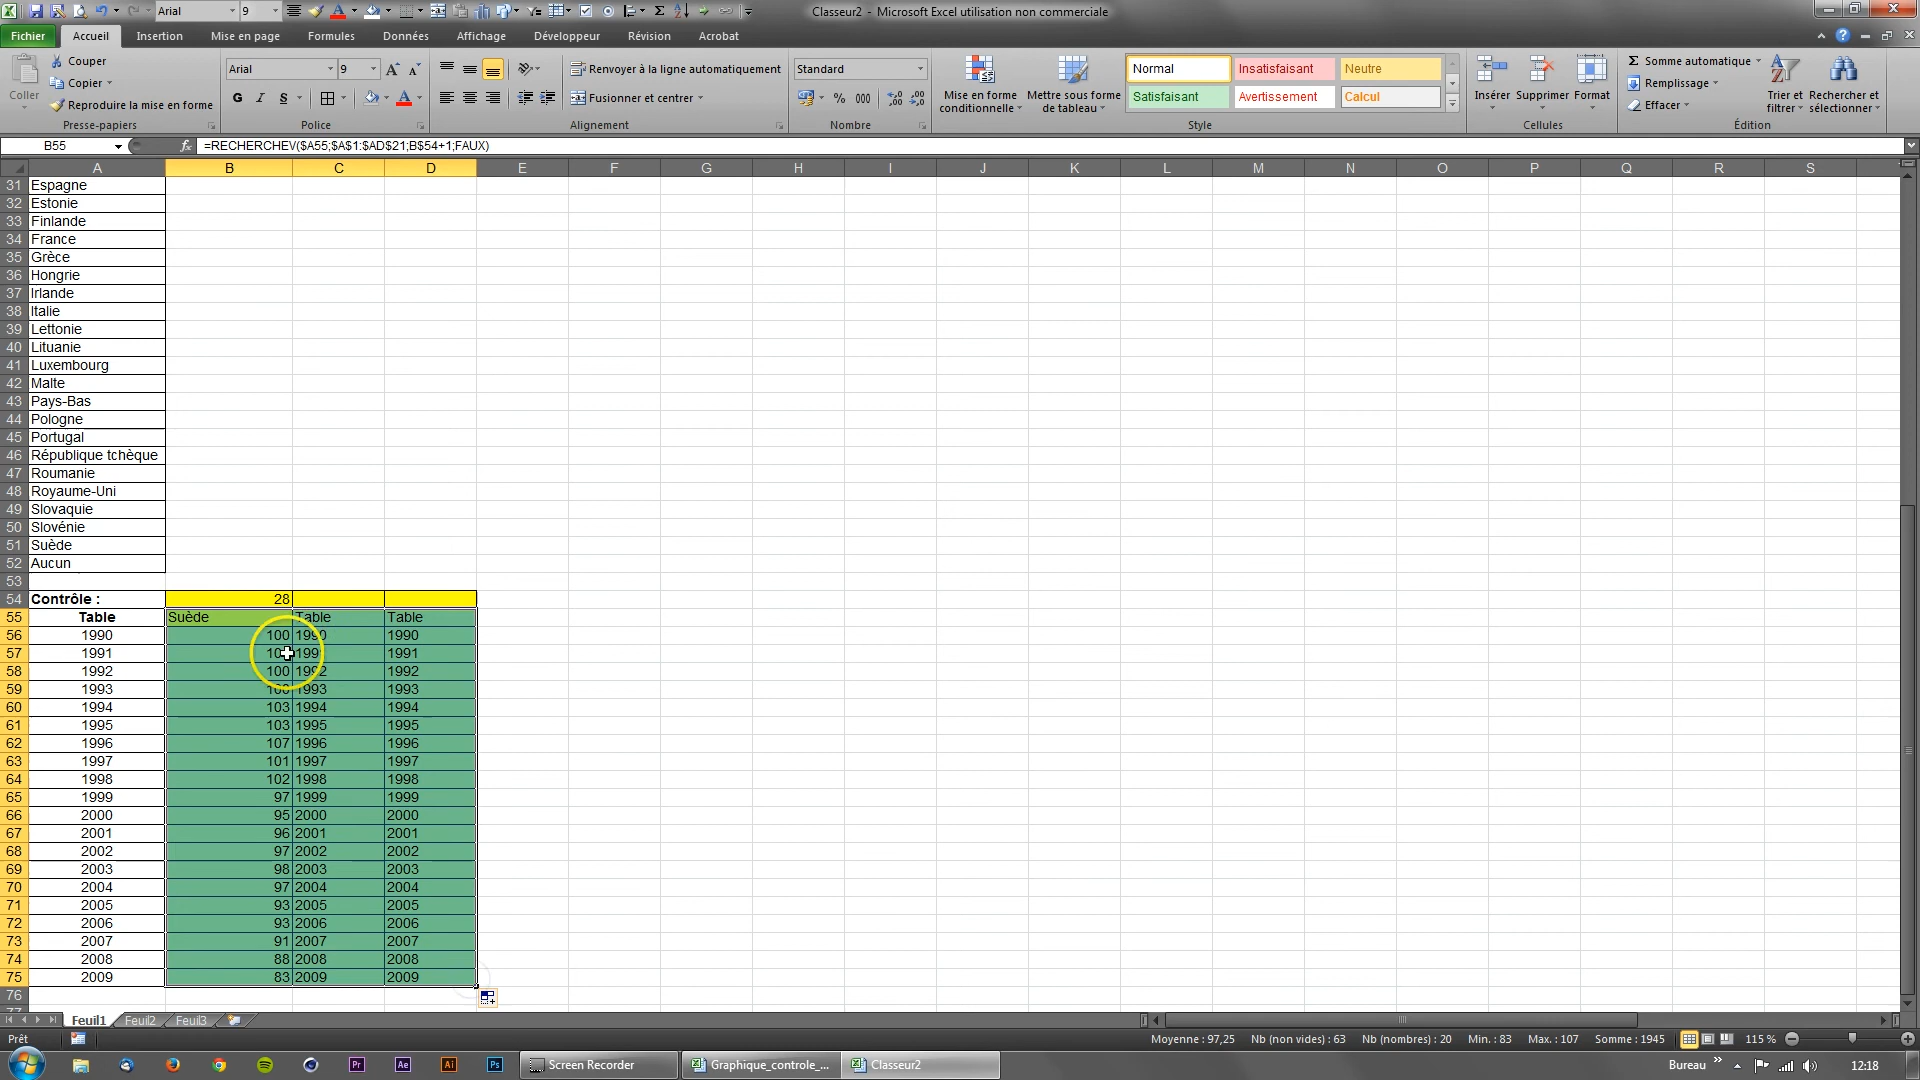 Arial 9
Classeur2 - Microsoft Excel utilisation non commerciale
Fichier Accueil Insertion Mise en page Formules Données Affichage Développeur Révision Acrobat
Coller
Couper
Copier
Reproduire la mise en forme
Presse-papiers
Arial 9
G I S
Police
Renvoyer à la ligne automatiquement
Fusionner et centrer
Alignement
Standard
% 000
Nombre
Mise en forme conditionnelle
Mettre sous forme de tableau
Normal Insatisfaisant Neutre
Satisfaisant Avertissement Calcul
Style
Insérer Supprimer Format
Cellules
Somme automatique
Remplissage
Effacer
Trier et filtrer
Rechercher et sélectionner
Édition
B55 fx =RECHERCHEV($A55;$A$1:$AD$21;B$54+1;FAUX)
A B C D E F G H I J K L M N O P Q R S
31 Espagne
32 Estonie
33 Finlande
34 France
35 Grèce
36 Hongrie
37 Irlande
38 Italie
39 Lettonie
40 Lituanie
41 Luxembourg
42 Malte
43 Pays-Bas
44 Pologne
45 Portugal
46 République tchèque
47 Roumanie
48 Royaume-Uni
49 Slovaquie
50 Slovénie
51 Suède
52 Aucun
53
54 Contrôle : 28
55 Table Suède Table Table
56 1990 100 1990 1990
57 1991 1991
58 1992 100 1992 1992
59 1993 100 1993 1993
60 1994 103 1994 1994
61 1995 103 1995 1995
62 1996 107 1996 1996
63 1997 101 1997 1997
64 1998 102 1998 1998
65 1999 97 1999 1999
66 2000 95 2000 2000
67 2001 96 2001 2001
68 2002 97 2002 2002
69 2003 98 2003 2003
70 2004 97 2004 2004
71 2005 93 2005 2005
72 2006 93 2006 2006
73 2007 91 2007 2007
74 2008 88 2008 2008
75 2009 83 2009 2009
76
Feuil1 Feuil2 Feuil3
Prêt Moyenne : 97,25 Nb (non vides) : 63 Nb (nombres) : 20 Min. : 83 Max. : 107 Somme : 1945 115 %
Pr Ae Ai Ps Screen Recorder Graphique_controle_... Classeur2 Bureau 12:18